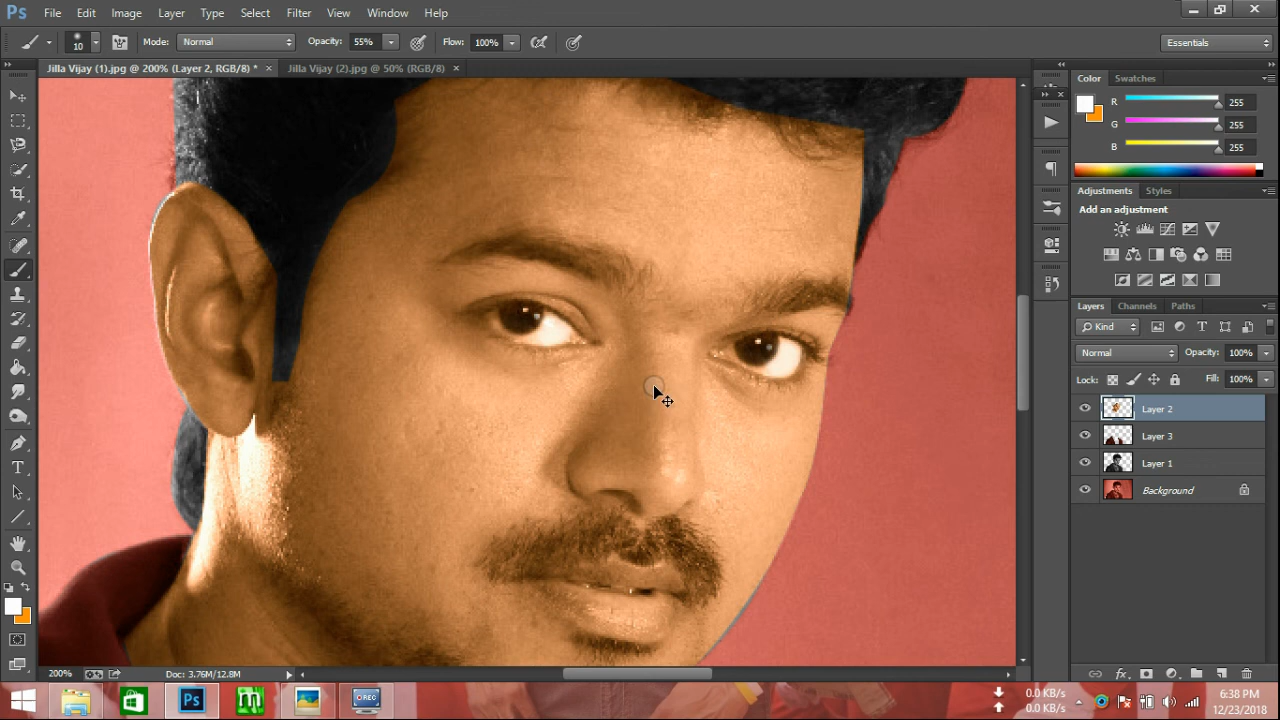 Ps File Edit Image Layer Type Select Filter View Window Help
10 Mode: Normal Opacity: 55% Flow: 100% Essentials
Jilla Vijay (1).jpg @ 200% (Layer 2, RGB/8) * × Jilla Vijay (2).jpg @ 50% (RGB/8) ×
Color Swatches
R 255
G 255
B 255
Adjustments Styles
Add an adjustment
Layers Channels Paths
Kind
Normal Opacity: 100%
Lock: Fill: 100%
Layer 2
Layer 3
Layer 1
Background
200% Doc: 3.76M/12.8M
Ps OREC 0.0 KB/s 6:38 PM
0.0 KB/s 12/23/2018